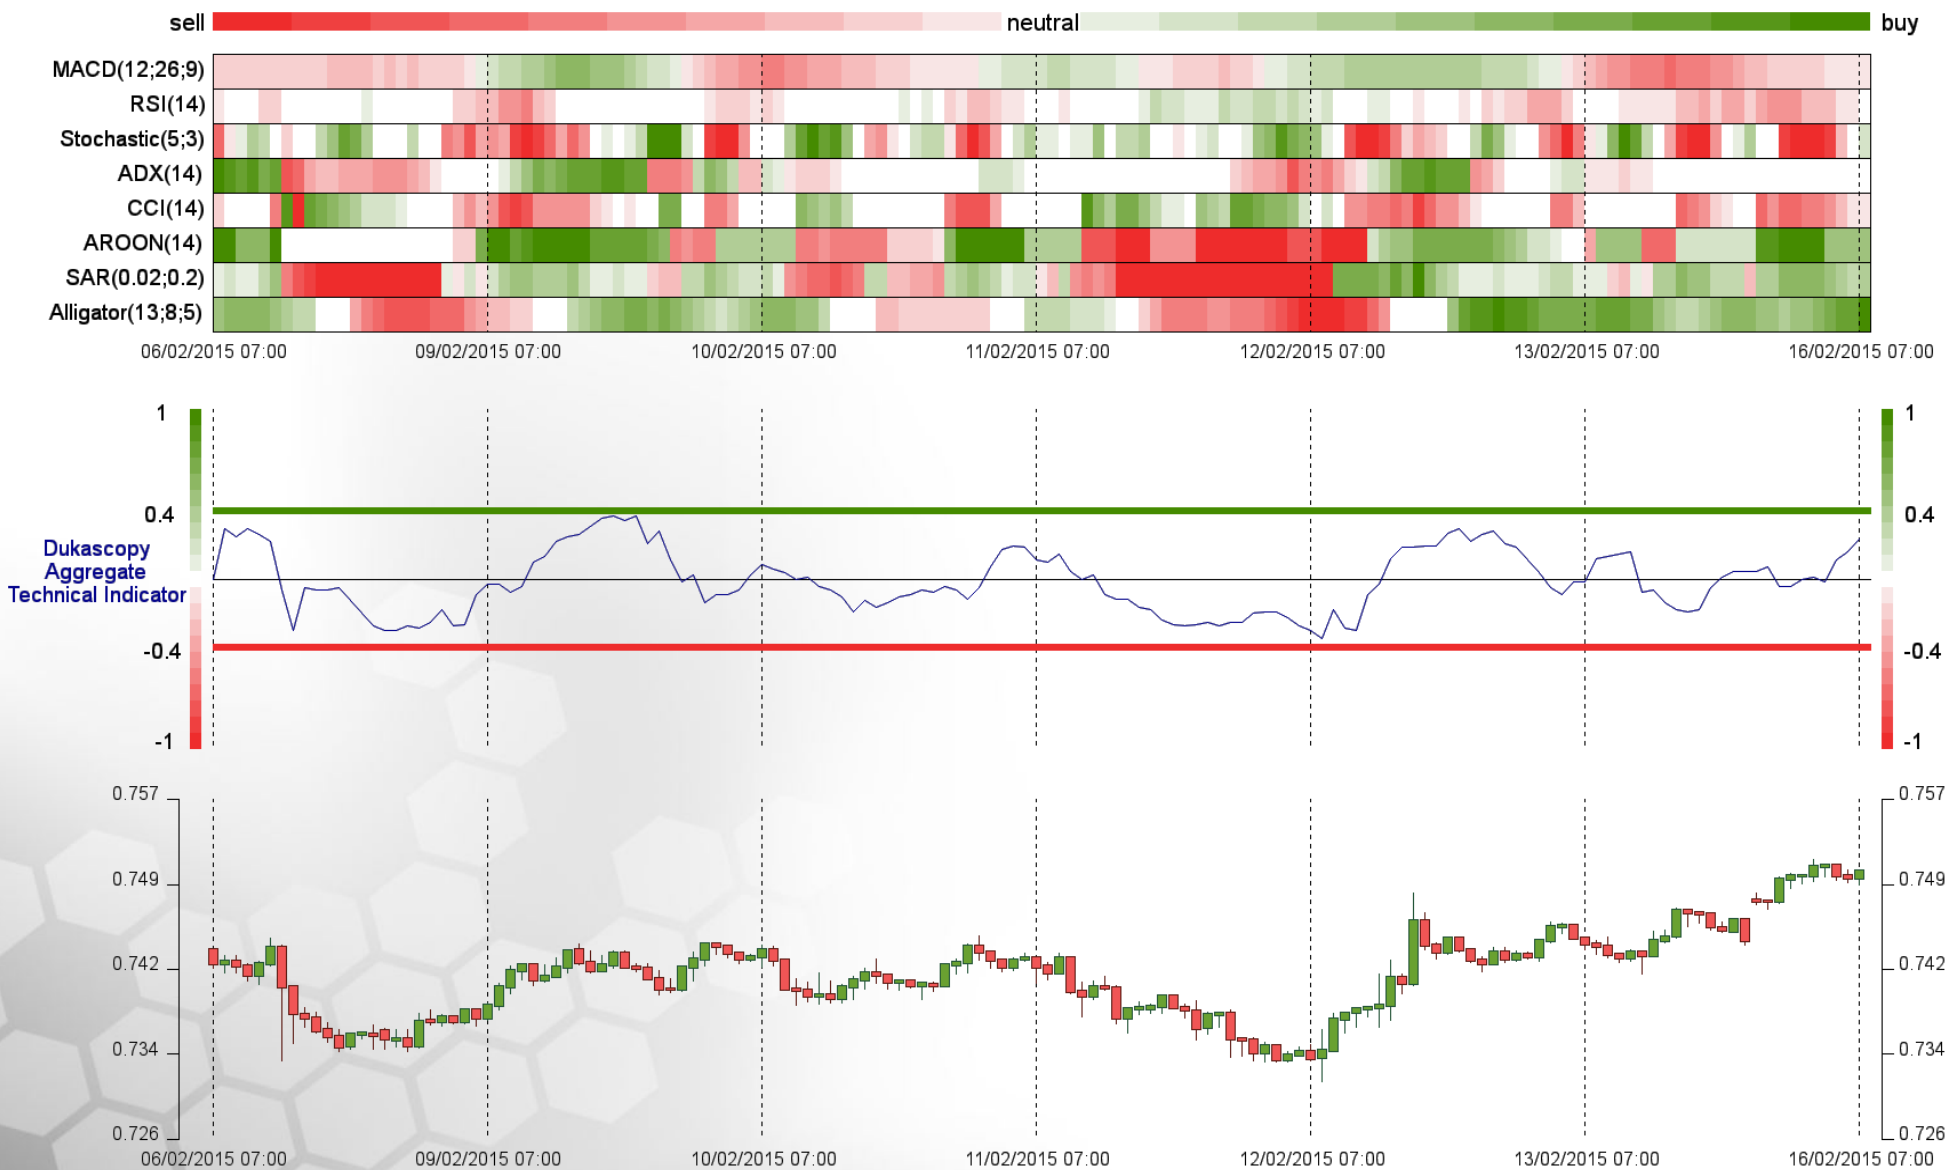 sell neutral buy
MACD(12;26;9)
RSI(14)
Stochastic(5;3)
ADX(14)
CCI(14)
AROON(14)
SAR(0.02;0.2)
Alligator(13;8;5)
06/02/2015 07:00 09/02/2015 07:00 10/02/2015 07:00 11/02/2015 07:00 12/02/2015 07:00 13/02/2015 07:00 16/02/2015 07:00
1 1
0.4 0.4
Dukascopy
Aggregate
Technical Indicator
-0.4 -0.4
-1 -1
0.757 0.757
0.749 0.749
0.742 0.742
0.734 0.734
0.726 0.726
06/02/2015 07:00 09/02/2015 07:00 10/02/2015 07:00 11/02/2015 07:00 12/02/2015 07:00 13/02/2015 07:00 16/02/2015 07:00